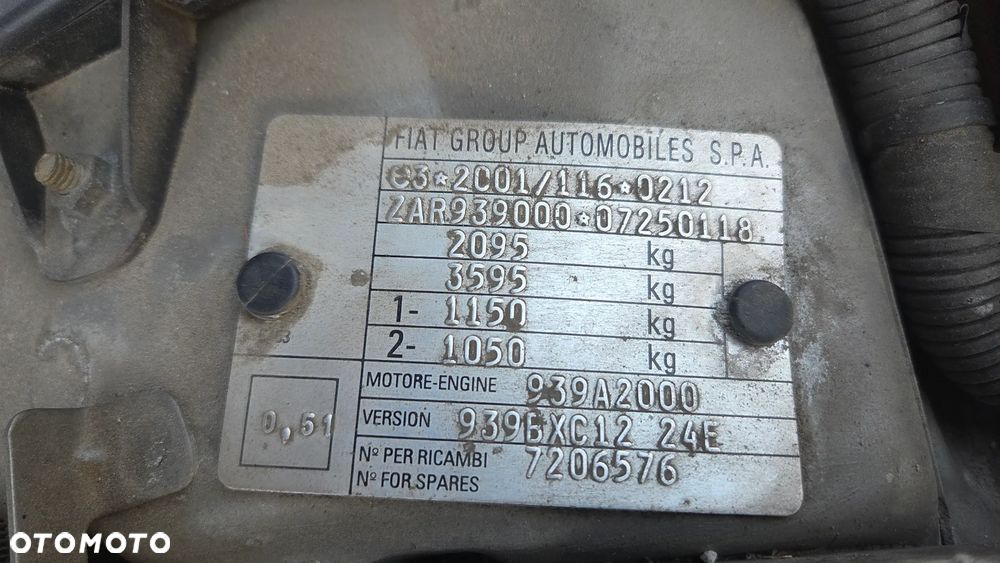 FIAT GROUP AUTOMOBILES S.P.A.
e3*2001/116*0212
ZAR939000*07250118
2095 kg
3595 kg
1- 1150 kg
2- 1050 kg
MOTORE-ENGINE 939A2000
VERSION 939BXC12 24E
Nº PER RICAMBI
Nº FOR SPARES 7206576
0,51
OTOMOTO